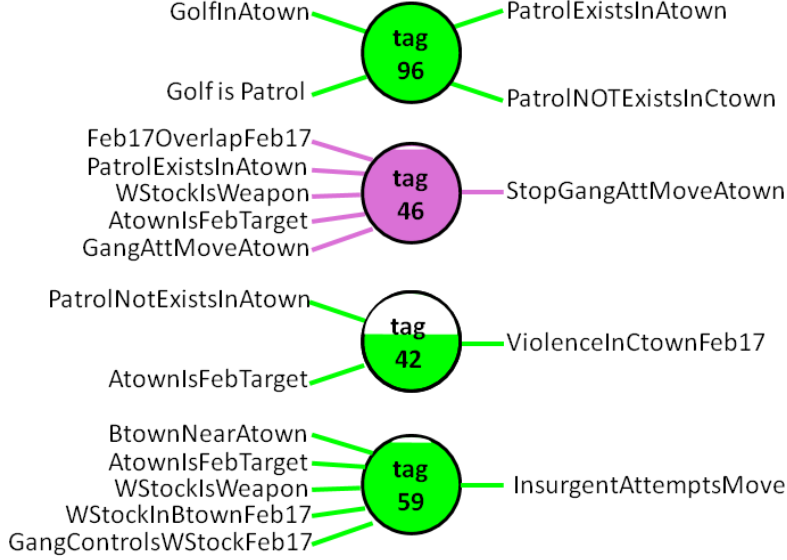 GolfInAtown
Golf is Patrol
tag
96
PatrolExistsInAtown
PatrolNOTExistsInCtown
Feb17OverlapFeb17
PatrolExistsInAtown
WStockIsWeapon
AtownIsFebTarget
GangAttMoveAtown
tag
46
StopGangAttMoveAtown
PatrolNotExistsInAtown
AtownIsFebTarget
tag
42
ViolenceInCtownFeb17
BtownNearAtown
AtownIsFebTarget
WStockIsWeapon
WStockInBtownFeb17
GangControlsWStockFeb17
tag
59
InsurgentAttemptsMove